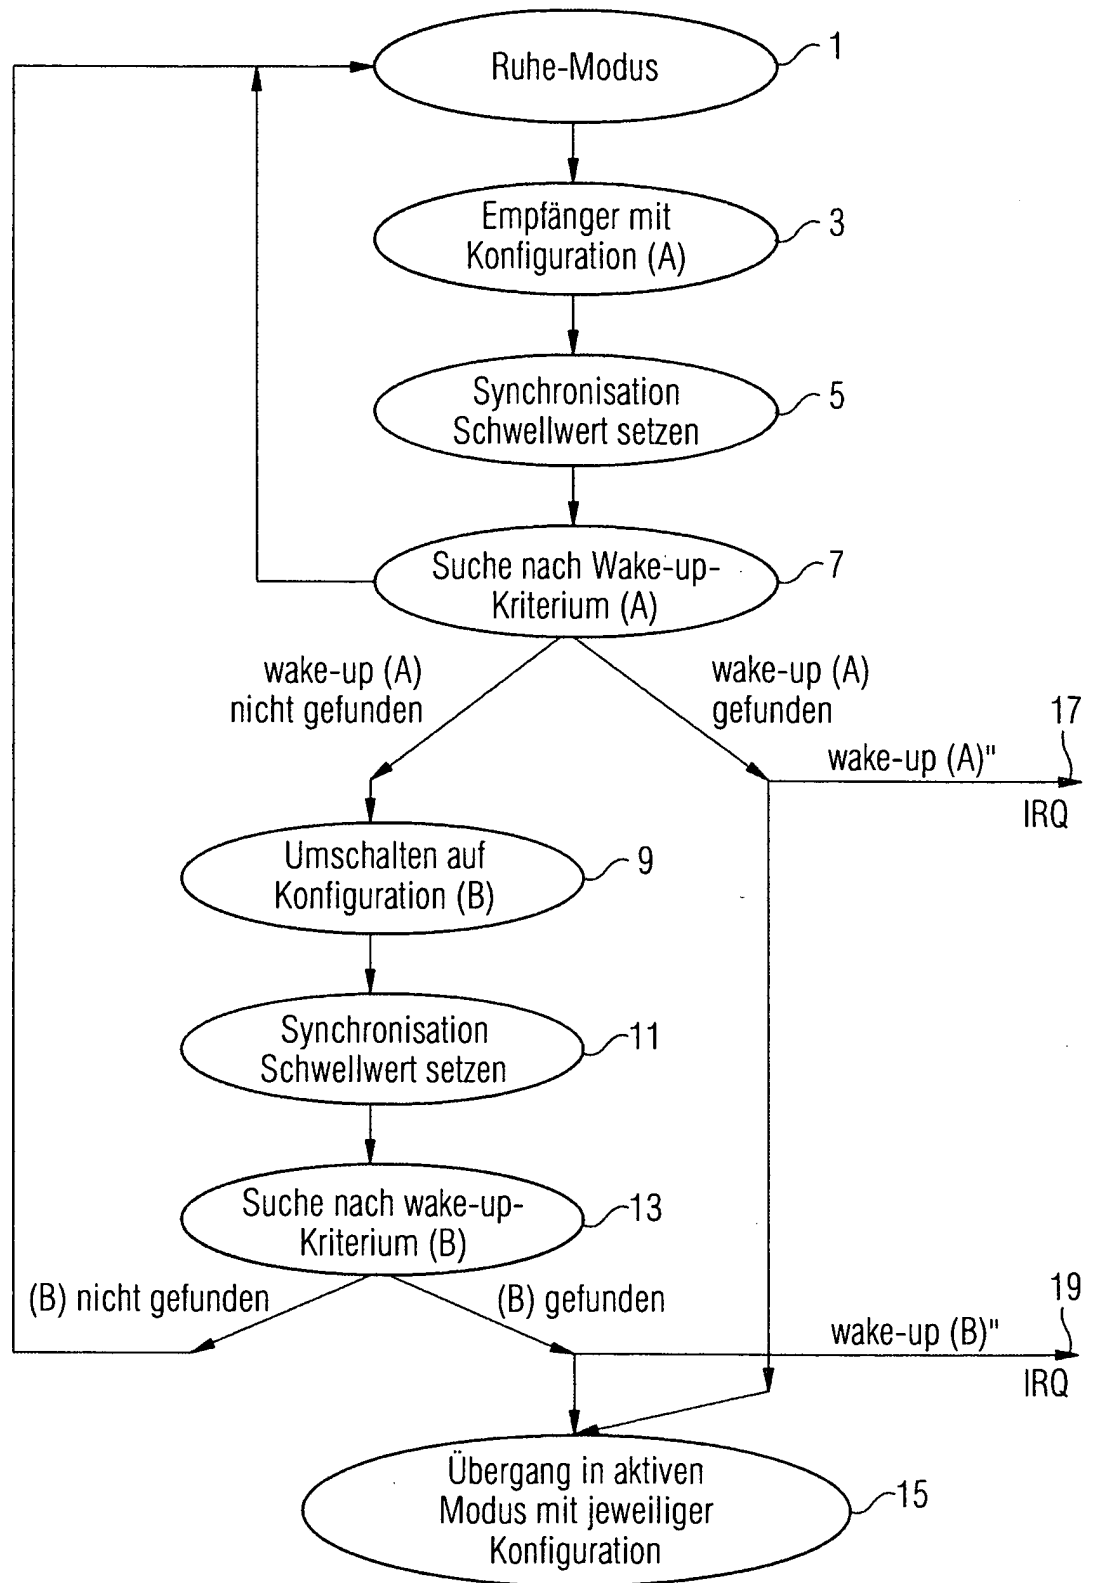 Ruhe-Modus
1
Empfänger mit
Konfiguration (A)
3
Synchronisation
Schwellwert setzen
5
Suche nach Wake-up-
Kriterium (A)
7
wake-up (A)
nicht gefunden
wake-up (A)
gefunden
17
wake-up (A)"
IRQ
Umschalten auf
Konfiguration (B)
9
Synchronisation
Schwellwert setzen
11
Suche nach wake-up-
Kriterium (B)
13
(B) nicht gefunden
(B) gefunden
19
wake-up (B)"
IRQ
Übergang in aktiven
Modus mit jeweiliger
Konfiguration
15